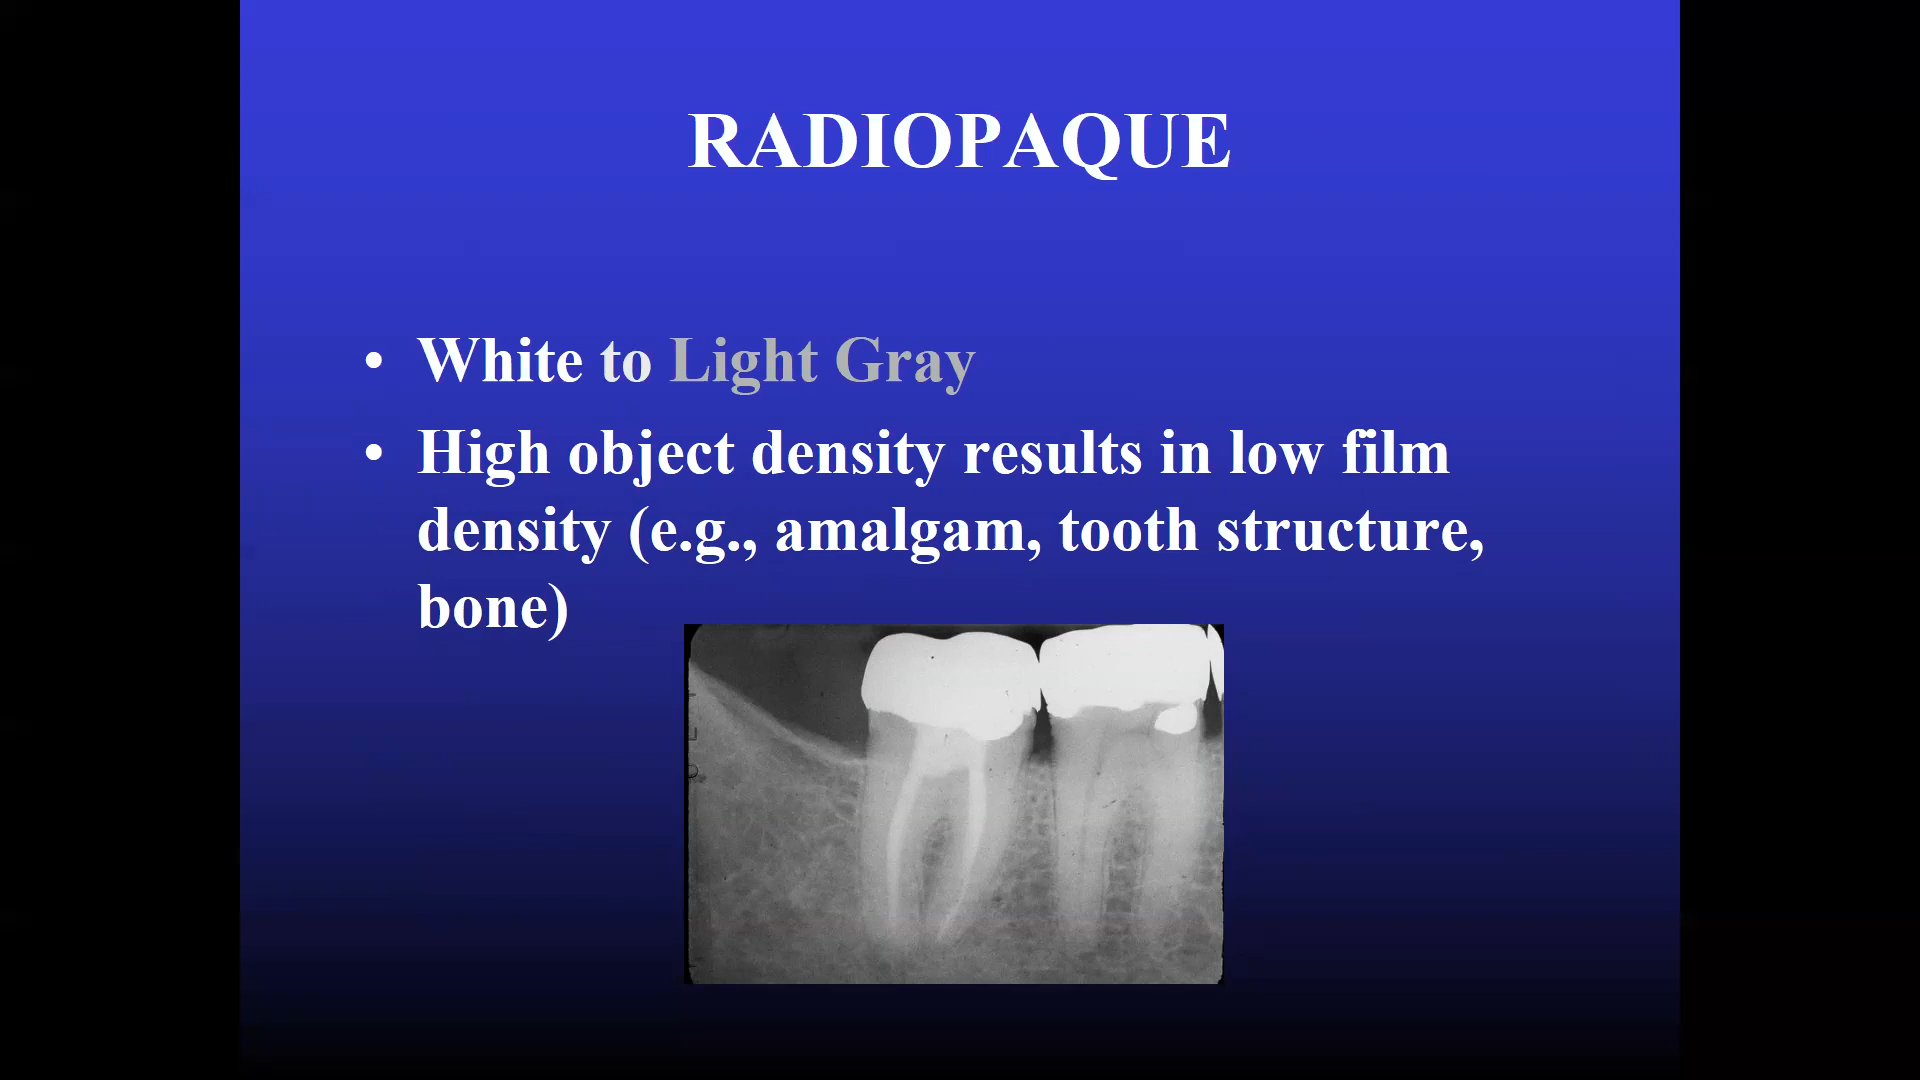 RADIOPAQUE
• White to Light Gray
• High object density results in low film
density (e.g., amalgam, tooth structure,
bone)